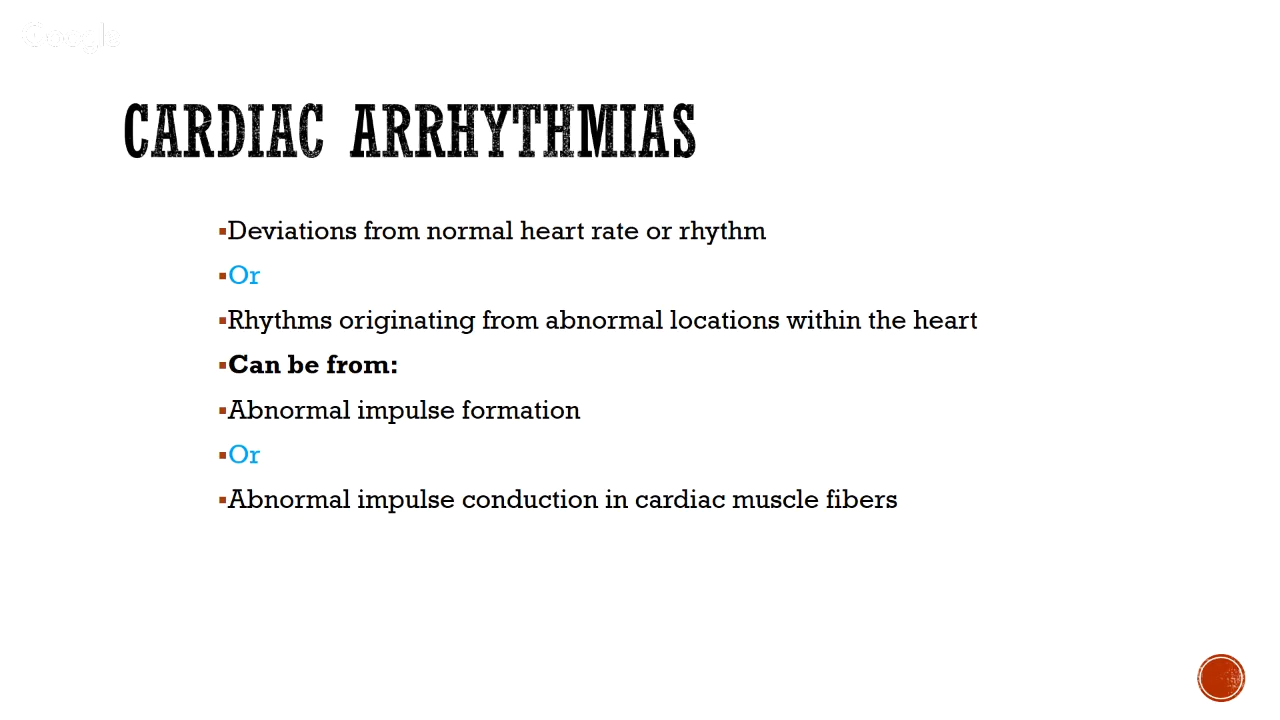 Google
CARDIAC ARRHYTHMIAS
▪Deviations from normal heart rate or rhythm
▪Or
▪Rhythms originating from abnormal locations within the heart
▪Can be from:
▪Abnormal impulse formation
▪Or
▪Abnormal impulse conduction in cardiac muscle fibers